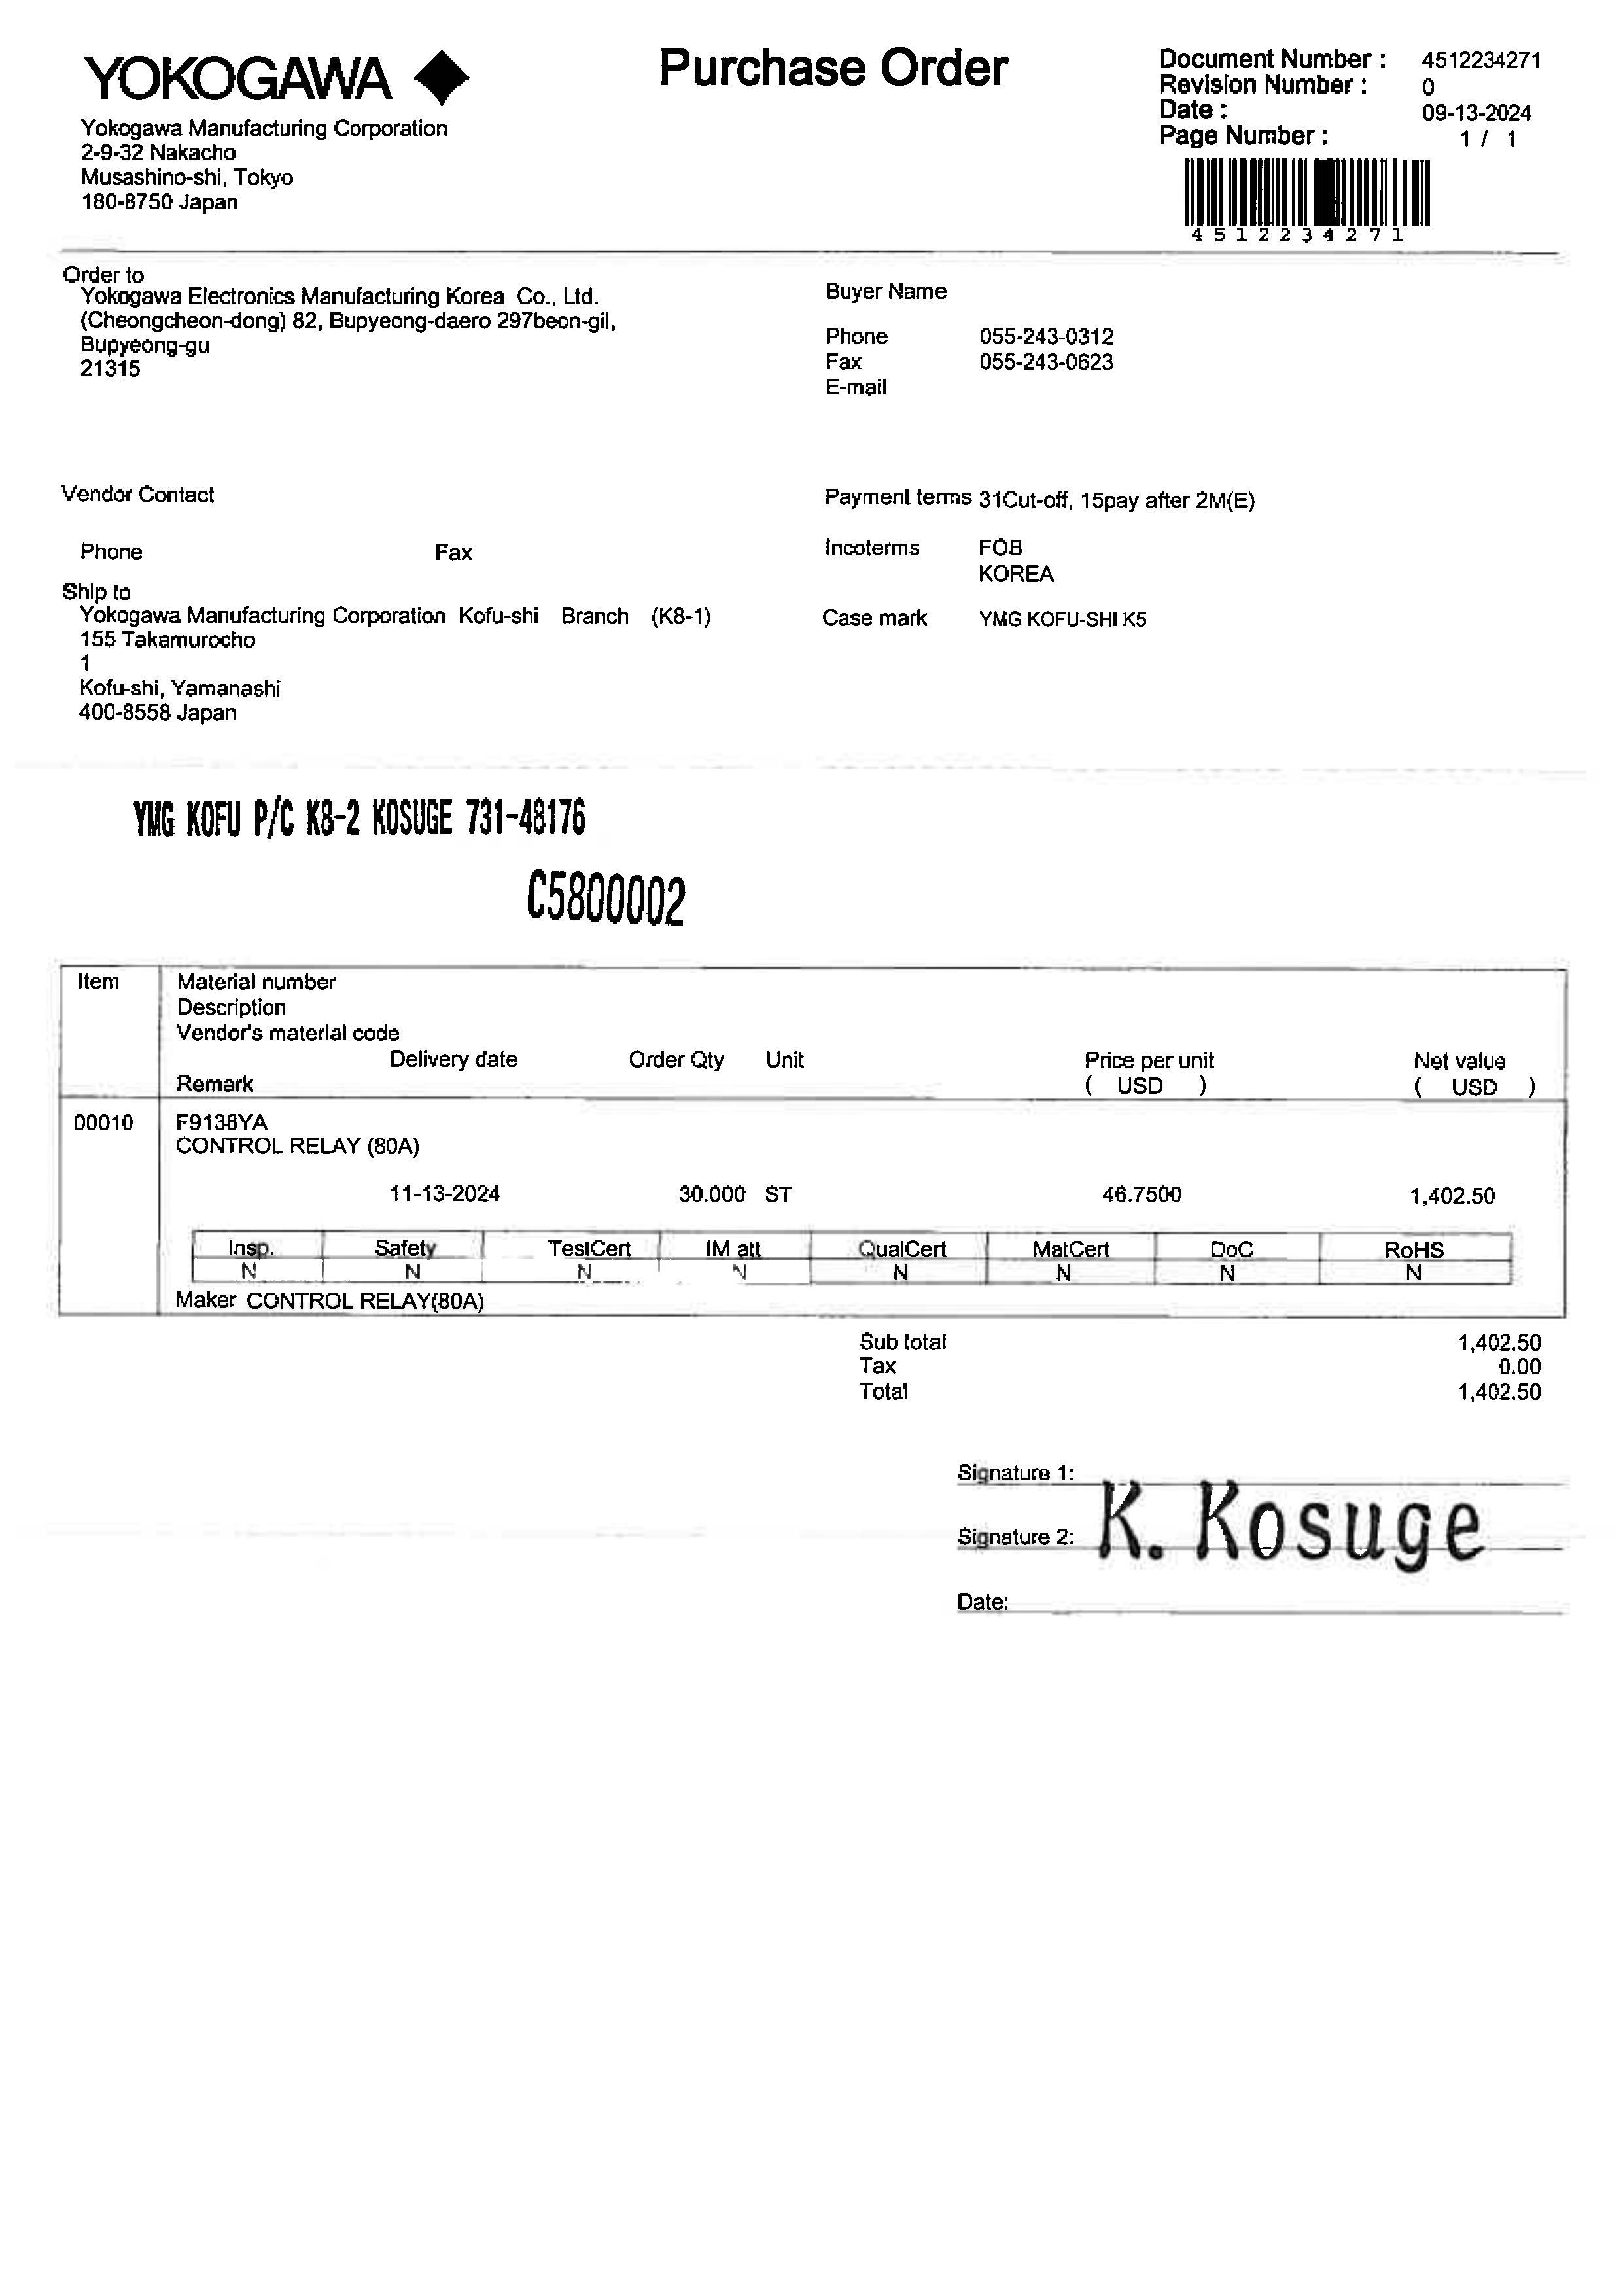 YOKOGAWA
Purchase Order
Document Number : 4512234271
Revision Number : 0
Date : 09-13-2024
Page Number : 1 / 1
4512234271
Yokogawa Manufacturing Corporation
2-9-32 Nakacho
Musashino-shi, Tokyo
180-8750 Japan
Order to
Yokogawa Electronics Manufacturing Korea Co., Ltd.
(Cheongcheon-dong) 82, Bupyeong-daero 297beon-gil,
Bupyeong-gu
21315
Buyer Name
Phone 055-243-0312
Fax 055-243-0623
E-mail
Vendor Contact
Phone Fax
Payment terms 31Cut-off, 15pay after 2M(E)
Incoterms FOB
KOREA
Case mark YMG KOFU-SHI K5
Ship to
Yokogawa Manufacturing Corporation Kofu-shi Branch (K8-1)
155 Takamurocho
1
Kofu-shi, Yamanashi
400-8558 Japan
YMG KOFU P/C K8-2 KOSUGE 731-48176
C5800002
Item Material number
Description
Vendor's material code
Delivery date Order Qty Unit Price per unit Net value
Remark ( USD ) ( USD )
00010 F9138YA
CONTROL RELAY (80A)
11-13-2024 30.000 ST 46.7500 1,402.50
Insp. Safety TestCert IM att QualCert MatCert DoC RoHS
N N N N N N N N
Maker CONTROL RELAY(80A)
Sub total 1,402.50
Tax 0.00
Total 1,402.50
Signature 1:
Signature 2: K. Kosuge
Date: